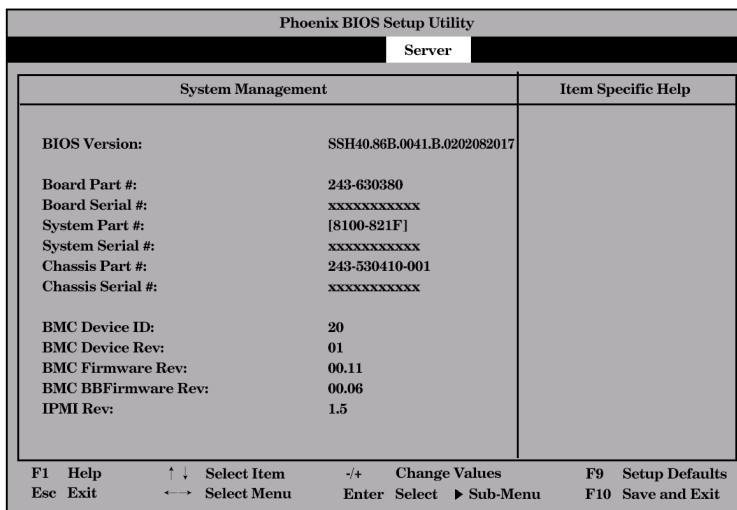 Phoenix BIOS Setup Utility
Server
System Management
Item Specific Help
BIOS Version: SSH40.86B.0041.B.0202082017
Board Part #: 243-630380
Board Serial #: xxxxxxxxxxx
System Part #: [8100-821F]
System Serial #: xxxxxxxxxxx
Chassis Part #: 243-530410-001
Chassis Serial #: xxxxxxxxxxx
BMC Device ID: 20
BMC Device Rev: 01
BMC Firmware Rev: 00.11
BMC BBFirmware Rev: 00.06
IPMI Rev: 1.5
F1 Help ↑ ↓ Select Item -/+ Change Values F9 Setup Defaults
Esc Exit ←→ Select Menu Enter Select ▶ Sub-Menu F10 Save and Exit